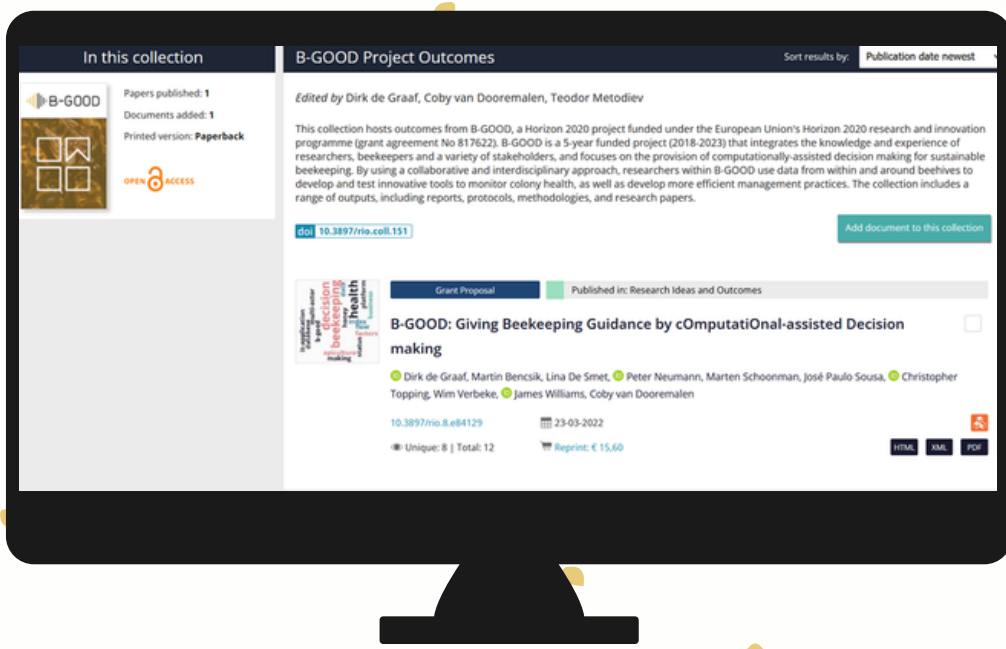 In this collection
B-GOOD Project Outcomes
Sort results by:
Publication date newest
B-GOOD
Papers published: 1
Documents added: 1
Printed version: Paperback
OPEN ACCESS
Edited by Dirk de Graaf, Coby van Dooremalen, Teodor Metodiev
This collection hosts outcomes from B-GOOD, a Horizon 2020 project funded under the European Union's Horizon 2020 research and innovation
programme (grant agreement No 817622). B-GOOD is a 5-year funded project (2018-2023) that integrates the knowledge and experience of
researchers, beekeepers and a variety of stakeholders, and focuses on the provision of computationally-assisted decision making for sustainable
beekeeping. By using a collaborative and interdisciplinary approach, researchers within B-GOOD use data from within and around beehives to
develop and test innovative tools to monitor colony health, as well as develop more efficient management practices. The collection includes a
range of outputs, including reports, protocols, methodologies, and research papers.
doi 10.3897/rio.coll.151
Add document to this collection
decision
beekeeping
health
making
Grant Proposal
Published in: Research Ideas and Outcomes
B-GOOD: Giving Beekeeping Guidance by cOmputatiOnal-assisted Decision
making
Dirk de Graaf, Martin Bencsik, Lina De Smet, Peter Neumann, Marten Schoonman, José Paulo Sousa, Christopher
Topping, Wim Verbeke, James Williams, Coby van Dooremalen
10.3897/rio.8.e84129
23-03-2022
Unique: 8 | Total: 12
Reprint: € 15,60
HTML
XML
PDF